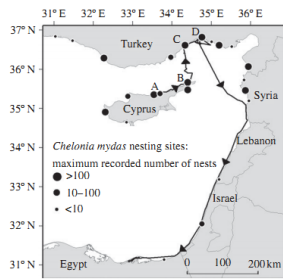 31° E 32° E 33° E 34° E 35° E 36° E
37° N
36° N
35° N
34° N
33° N
32° N
31° N
D
C
Turkey
B
A
Syria
Cyprus
Lebanon
Chelonia mydas nesting sites:
maximum recorded number of nests
>100
10–100
<10
Israel
Egypt
0 100 200 km